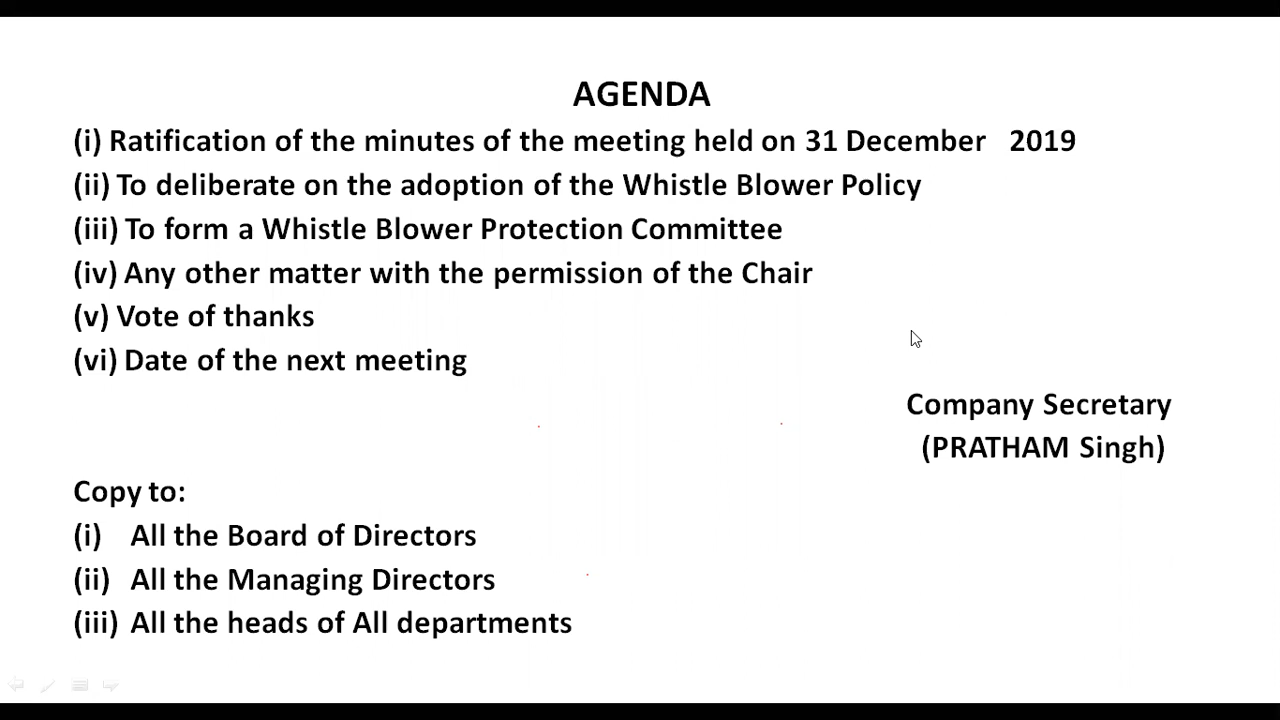 AGENDA
(i) Ratification of the minutes of the meeting held on 31 December 2019
(ii) To deliberate on the adoption of the Whistle Blower Policy
(iii) To form a Whistle Blower Protection Committee
(iv) Any other matter with the permission of the Chair
(v) Vote of thanks
(vi) Date of the next meeting
Company Secretary
(PRATHAM Singh)
Copy to:
(i) All the Board of Directors
(ii) All the Managing Directors
(iii) All the heads of All departments